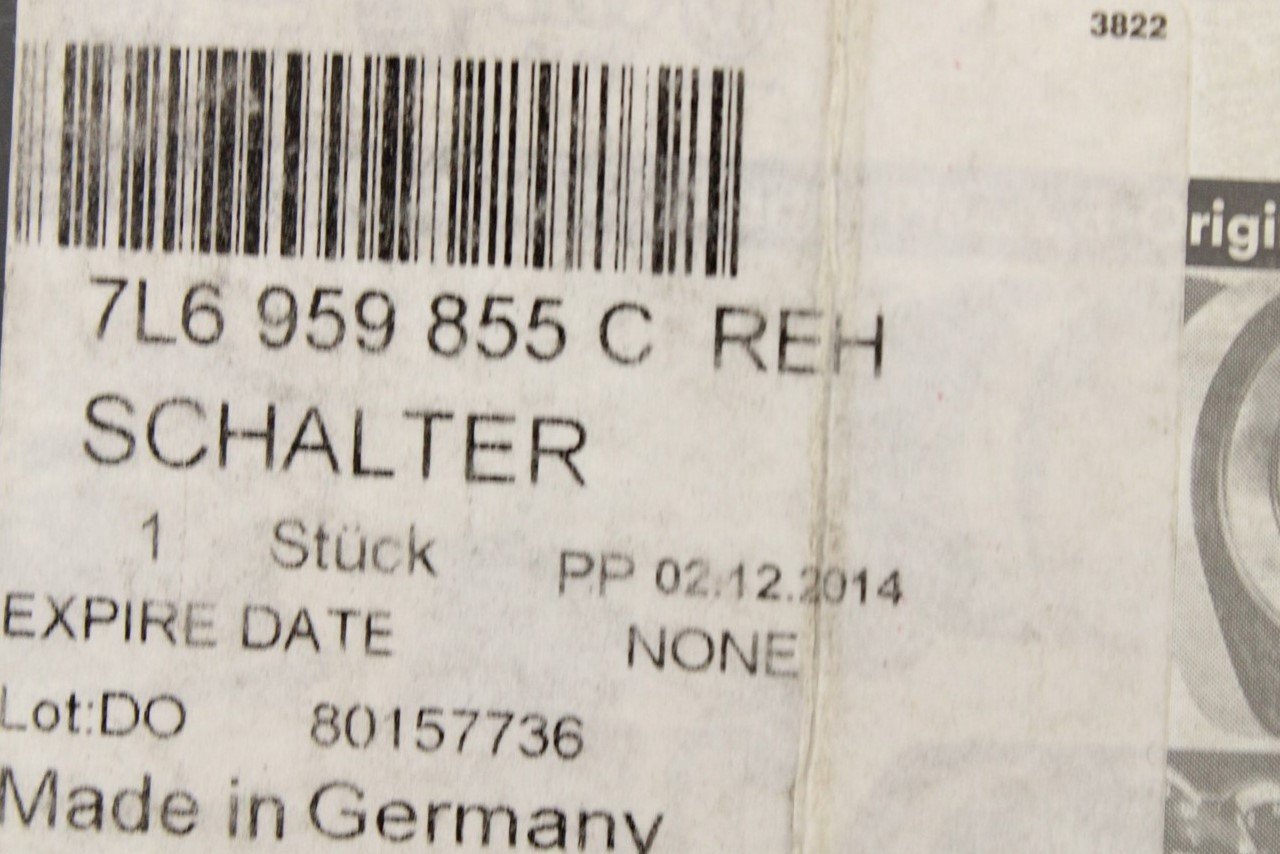 3822
rigi
7L6 959 855 C REH
SCHALTER
1 Stück PP 02.12.2014
EXPIRE DATE NONE
Lot:DO 80157736
Made in Germany